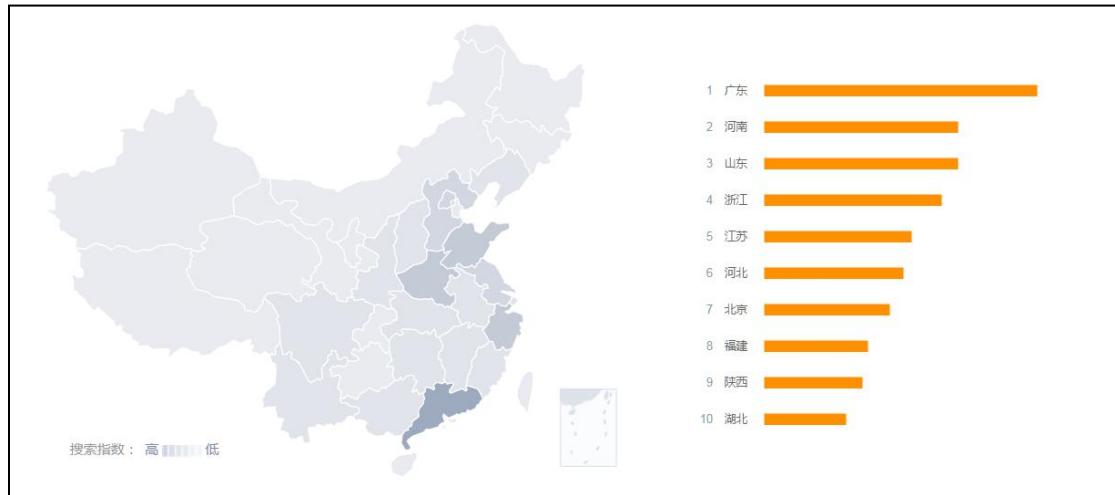 1 广东
2 河南
3 山东
4 浙江
5 江苏
6 河北
7 北京
8 福建
9 陕西
10 湖北
搜索指数： 高 低